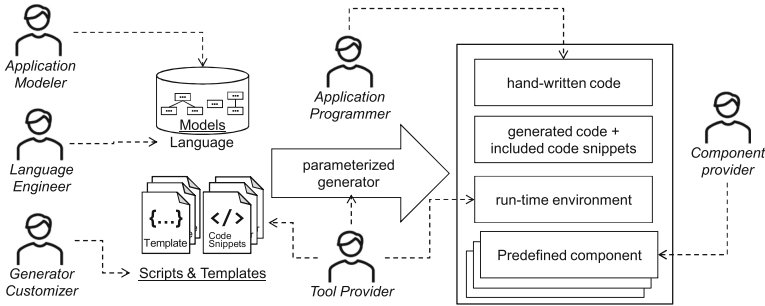 Application
Modeler
...
...
...
...
...
...
Models
Language
Language
Engineer
{...}
Template
</>
Code
Snippets
Scripts & Templates
Generator
Customizer
Application
Programmer
parameterized
generator
Tool Provider
hand-written code
generated code +
included code snippets
run-time environment
Predefined component
Component
provider